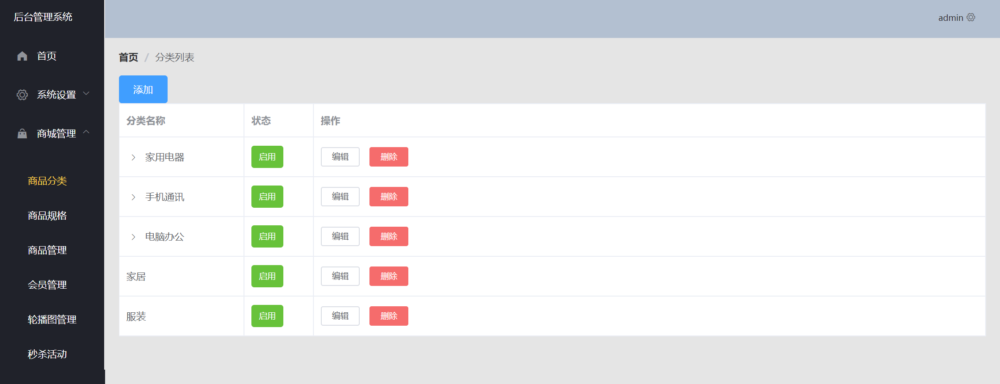 后台管理系统
admin
首页
系统设置
商城管理
商品分类
商品规格
商品管理
会员管理
轮播图管理
秒杀活动
首页 / 分类列表
添加
分类名称 状态 操作
家用电器 启用 编辑 删除
手机通讯 启用 编辑 删除
电脑办公 启用 编辑 删除
家居 启用 编辑 删除
服装 启用 编辑 删除